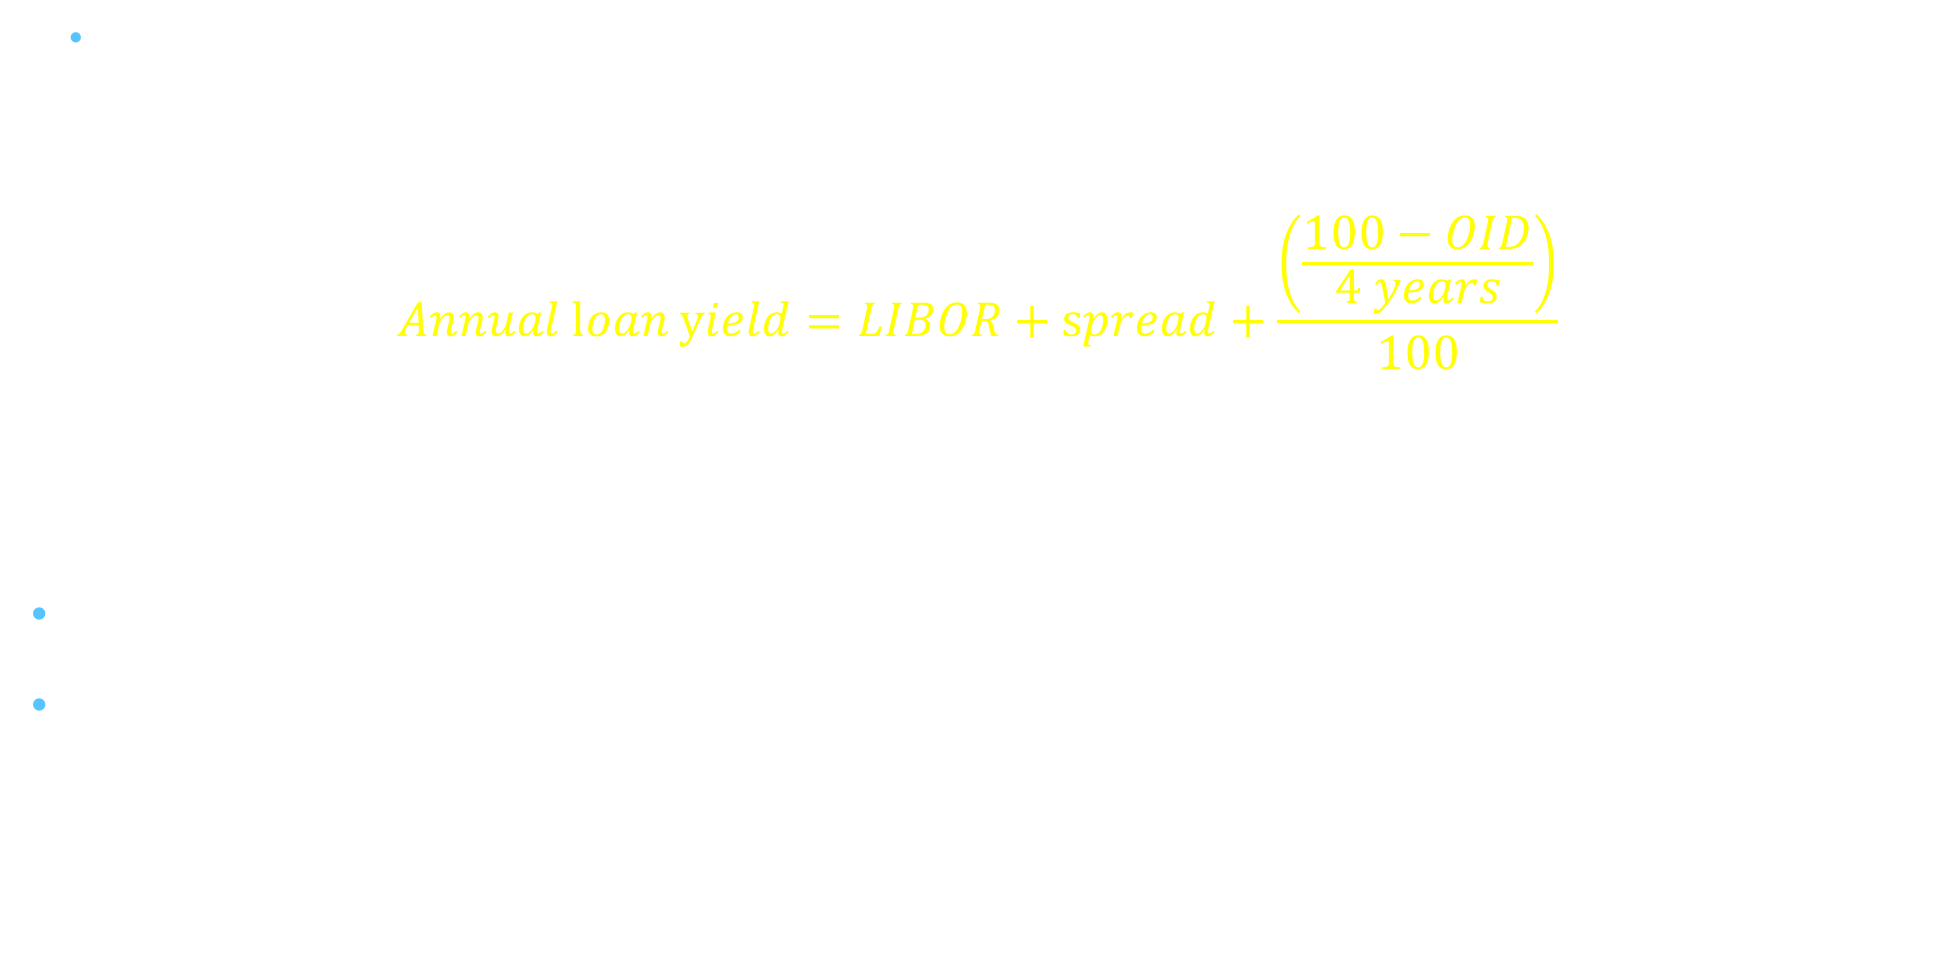 •
Annual loan yield = LIBOR + spread + ((100 − OID)/(4 years))/100
•
•